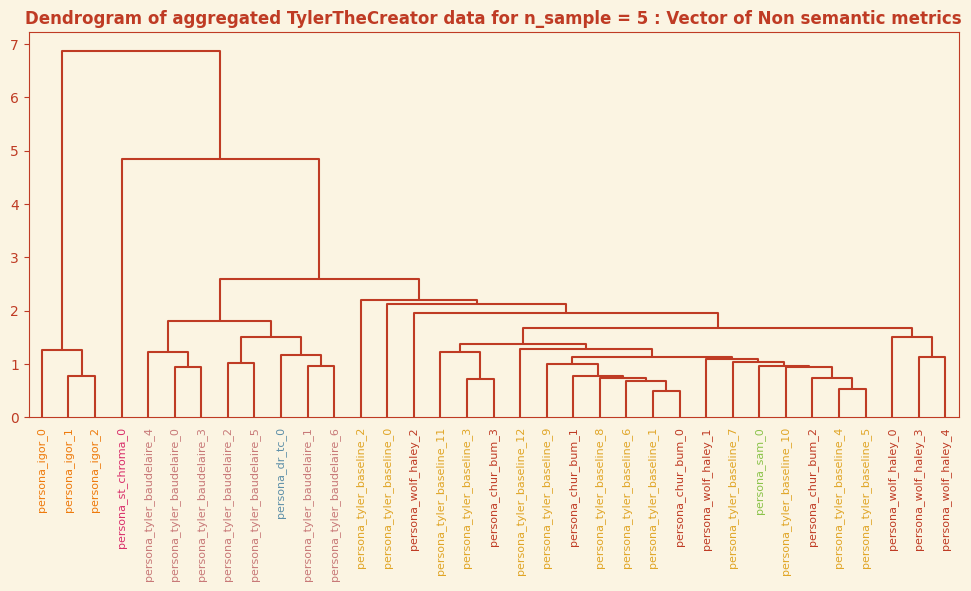 Dendrogram of aggregated TylerTheCreator data for n_sample = 5 : Vector of Non semantic metrics
7
6
5
4
3
2
1
0
persona_igor_0
persona_igor_1
persona_igor_2
persona_st_chroma_0
persona_tyler_baudelaire_4
persona_tyler_baudelaire_0
persona_tyler_baudelaire_3
persona_tyler_baudelaire_2
persona_tyler_baudelaire_5
persona_dr_tc_0
persona_tyler_baudelaire_1
persona_tyler_baudelaire_6
persona_tyler_baseline_2
persona_tyler_baseline_0
persona_wolf_haley_2
persona_tyler_baseline_11
persona_tyler_baseline_3
persona_chur_bum_3
persona_tyler_baseline_12
persona_tyler_baseline_9
persona_chur_bum_1
persona_tyler_baseline_8
persona_tyler_baseline_6
persona_tyler_baseline_1
persona_chur_bum_0
persona_wolf_haley_1
persona_tyler_baseline_7
persona_sam_0
persona_tyler_baseline_10
persona_chur_bum_2
persona_tyler_baseline_4
persona_tyler_baseline_5
persona_wolf_haley_0
persona_wolf_haley_3
persona_wolf_haley_4